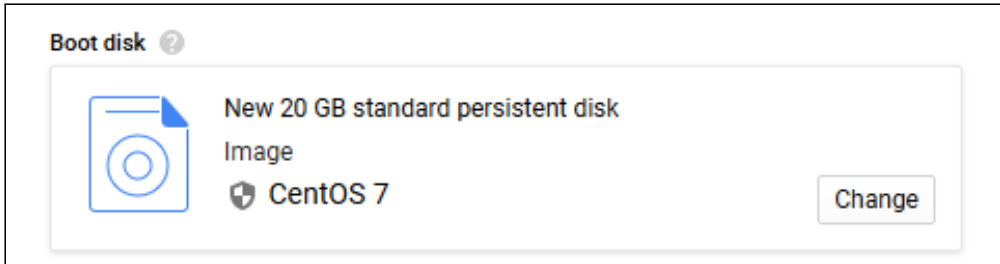 Boot disk ?
New 20 GB standard persistent disk
Image
CentOS 7
Change